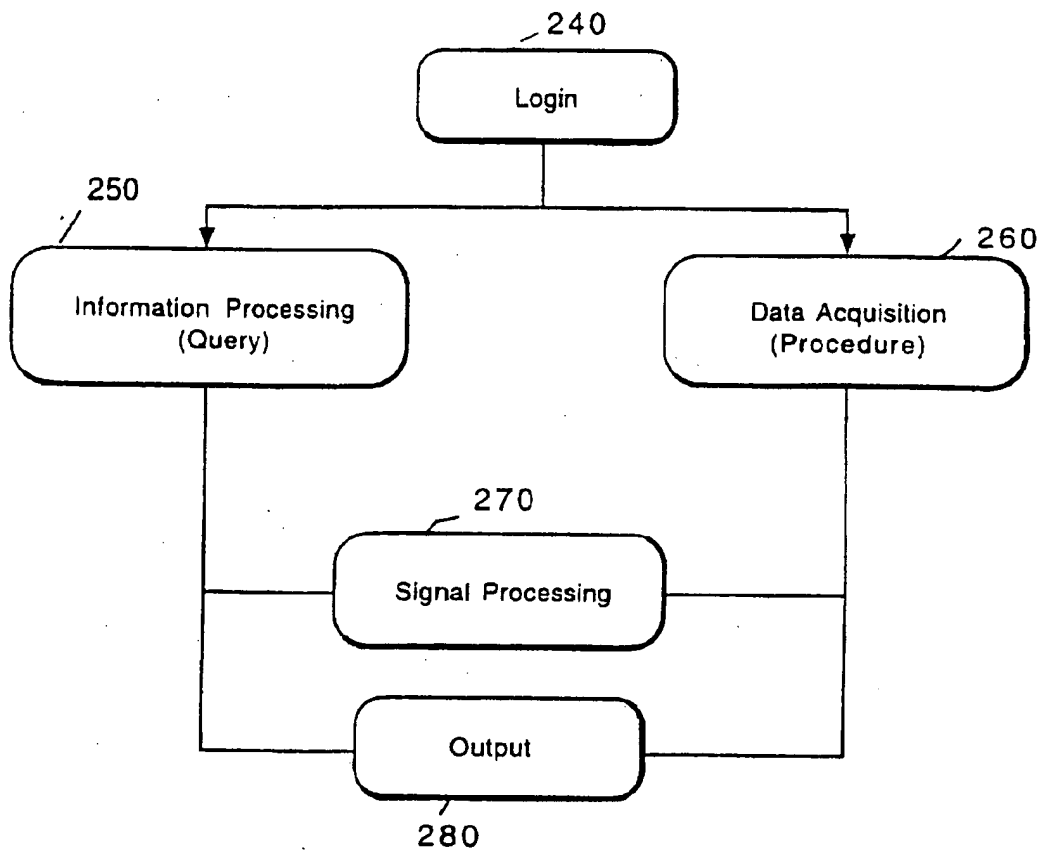 240
Login
250
260
Information Processing
(Query)
Data Acquisition
(Procedure)
270
Signal Processing
Output
280